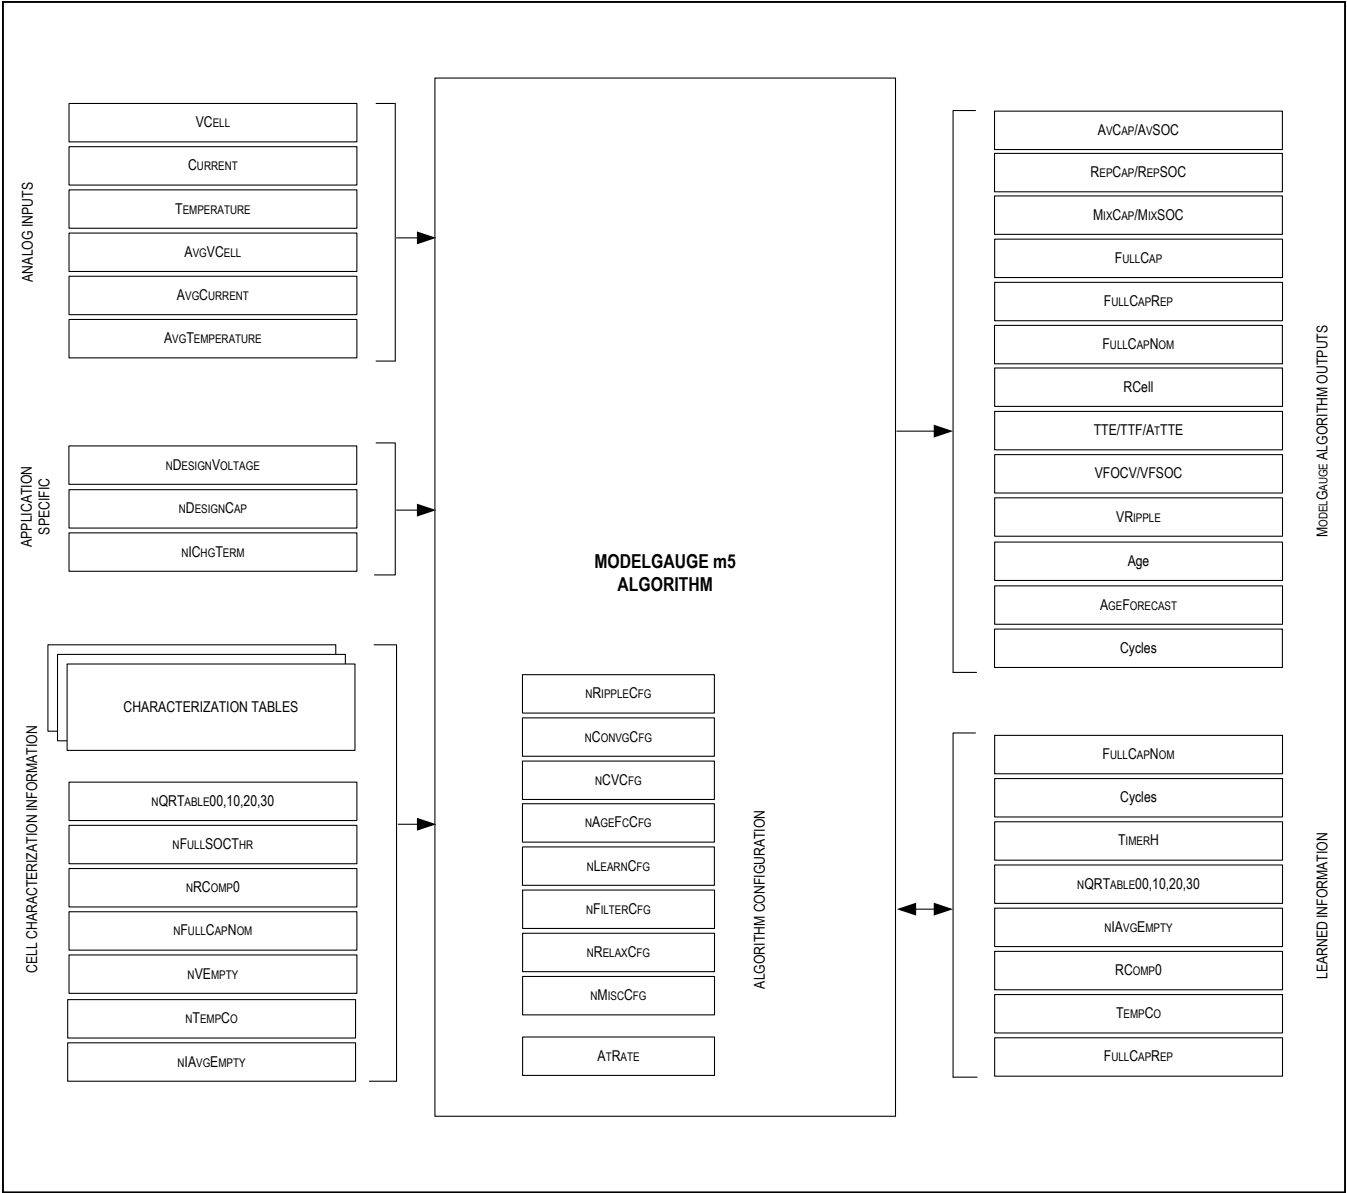 ANALOG INPUTS
VCELL
CURRENT
TEMPERATURE
AVGVCELL
AVGCURRENT
AVGTEMPERATURE
APPLICATION
SPECIFIC
NDESIGNVOLTAGE
NDESIGNCAP
NICHGTERM
CELL CHARACTERIZATION INFORMATION
CHARACTERIZATION TABLES
NQRTABLE00,10,20,30
NFULLSOCTHR
NRCOMP0
NFULLCAPNOM
NVEMPTY
NTEMPCO
NIAVGEMPTY
MODELGAUGE m5
ALGORITHM
NRIPPLECFG
NCONVGCFG
NCVCFG
NAGEFCCFG
NLEARNCFG
NFILTERCFG
NRELAXCFG
NMISCCFG
ATRATE
ALGORITHM CONFIGURATION
AVCAP/AVSOC
REPCAP/REPSOC
MIXCAP/MIXSOC
FULLCAP
FULLCAPREP
FULLCAPNOM
RCell
TTE/TTF/ATTTE
VFOCV/VFSOC
VRIPPLE
Age
AGEFORECAST
Cycles
MODELGAUGE ALGORITHM OUTPUTS
FULLCAPNOM
Cycles
TIMERH
NQRTABLE00,10,20,30
NIAVGEMPTY
RCOMP0
TEMPCO
FULLCAPREP
LEARNED INFORMATION